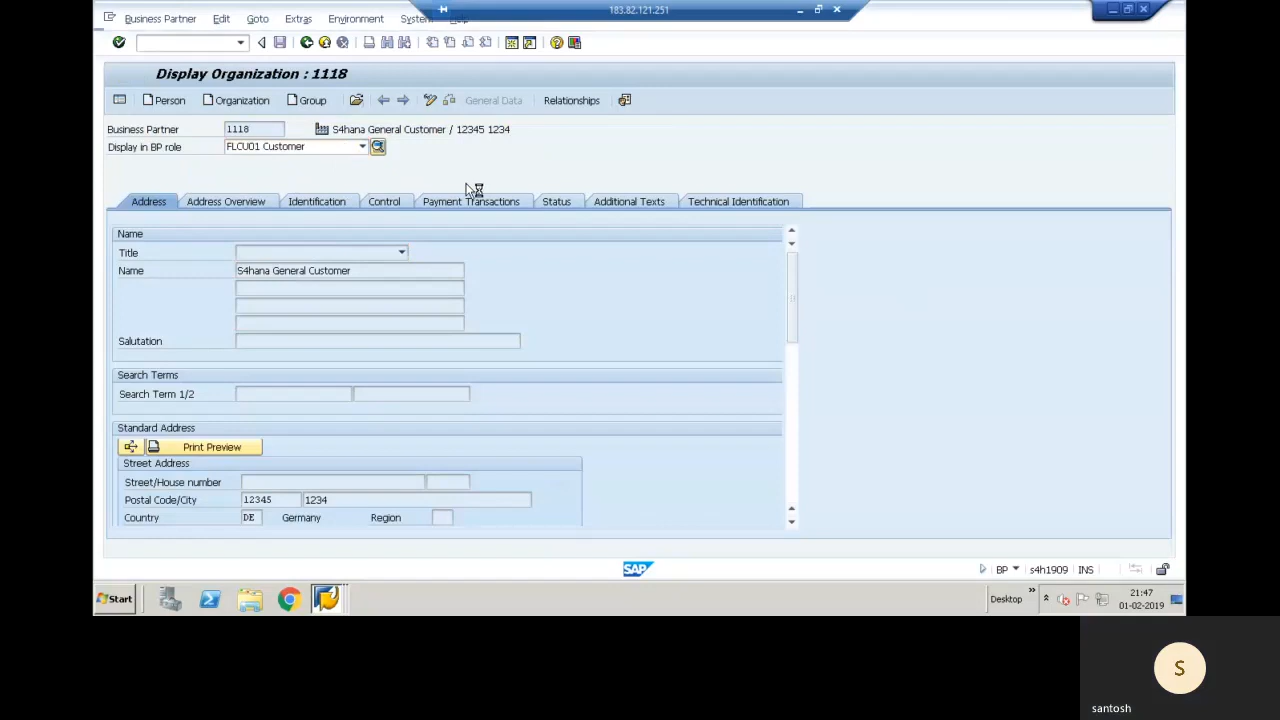 183.82.121.251
Business Partner Edit Goto Extras Environment System Help
Display Organization : 1118
Person Organization Group General Data Relationships
Business Partner 1118 S4hana General Customer / 12345 1234
Display in BP role FLCU01 Customer
Address Address Overview Identification Control Payment Transactions Status Additional Texts Technical Identification
Name
Title
Name S4hana General Customer
Salutation
Search Terms
Search Term 1/2
Standard Address
Print Preview
Street Address
Street/House number
Postal Code/City 12345 1234
Country DE Germany Region
SAP BP s4h1909 INS
Start Desktop 21:47
01-02-2019
S
santosh